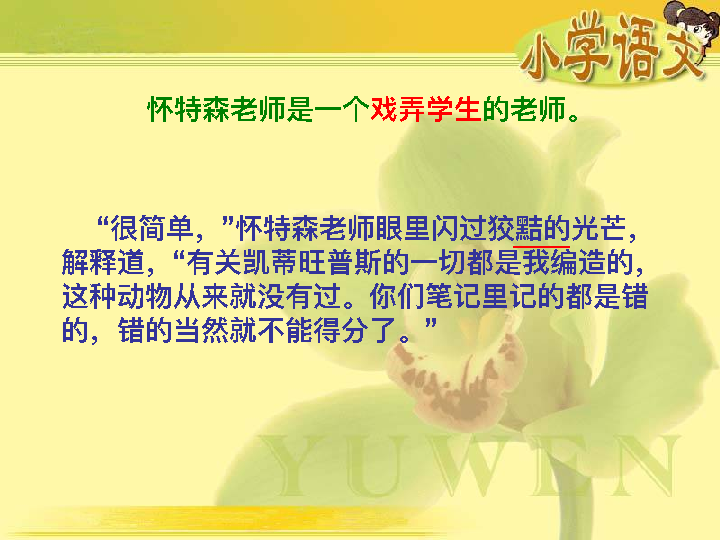 小学语文
怀特森老师是一个戏弄学生的老师。
“很简单，”怀特森老师眼里闪过狡黠的光芒，
解释道，“有关凯蒂旺普斯的一切都是我编造的，
这种动物从来就没有过。你们笔记里记的都是错
的，错的当然就不能得分了。”
YUWEN